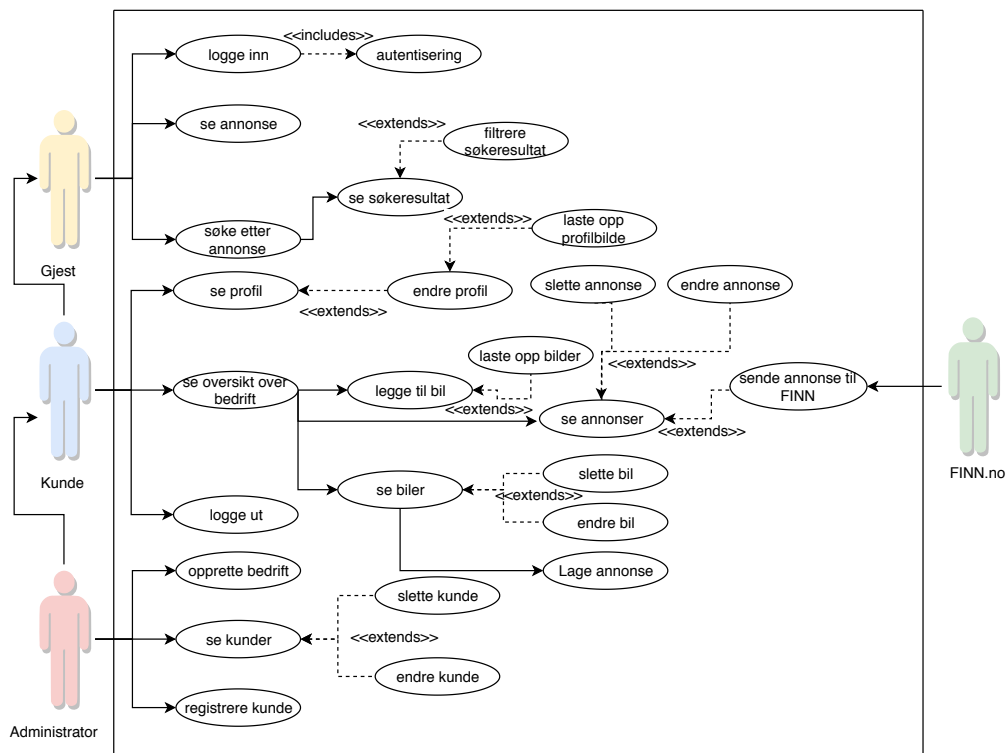 <<includes>>
logge inn
autentisering
se annonse
<<extends>>
filtrere
søkeresultat
se søkeresultat
søke etter
annonse
<<extends>>
laste opp
profilbilde
Gjest
se profil
endre profil
<<extends>>
slette annonse
endre annonse
laste opp bilder
<<extends>>
se oversikt over
bedrift
legge til bil
<<extends>>
se annonser
sende annonse til
FINN
<<extends>>
Kunde
FINN.no
se biler
slette bil
<<extends>>
endre bil
logge ut
opprette bedrift
Lage annonse
slette kunde
se kunder
<<extends>>
endre kunde
registrere kunde
Administrator